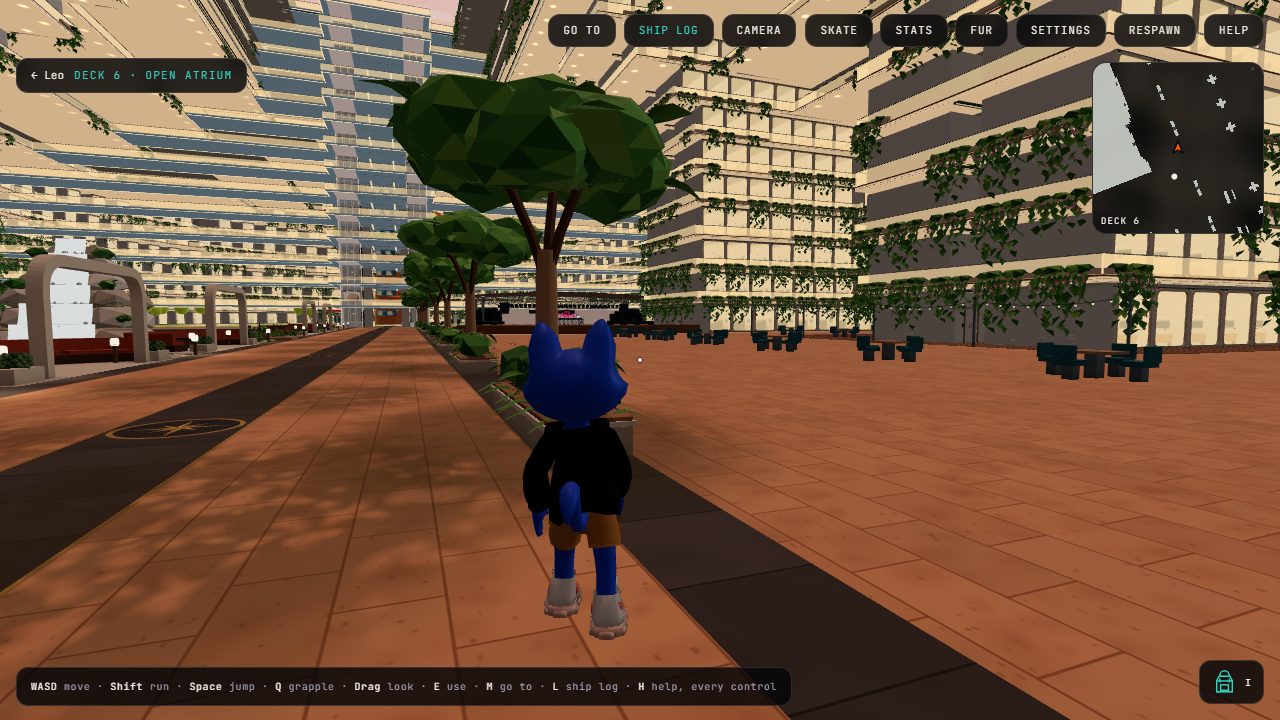 GO TO
SHIP LOG
CAMERA
SKATE
STATS
FUR
SETTINGS
RESPAWN
HELP
← Leo DECK 6 · OPEN ATRIUM
DECK 6
WASD move · Shift run · Space jump · Q grapple · Drag look · E use · M go to · L ship log · H help, every control
I